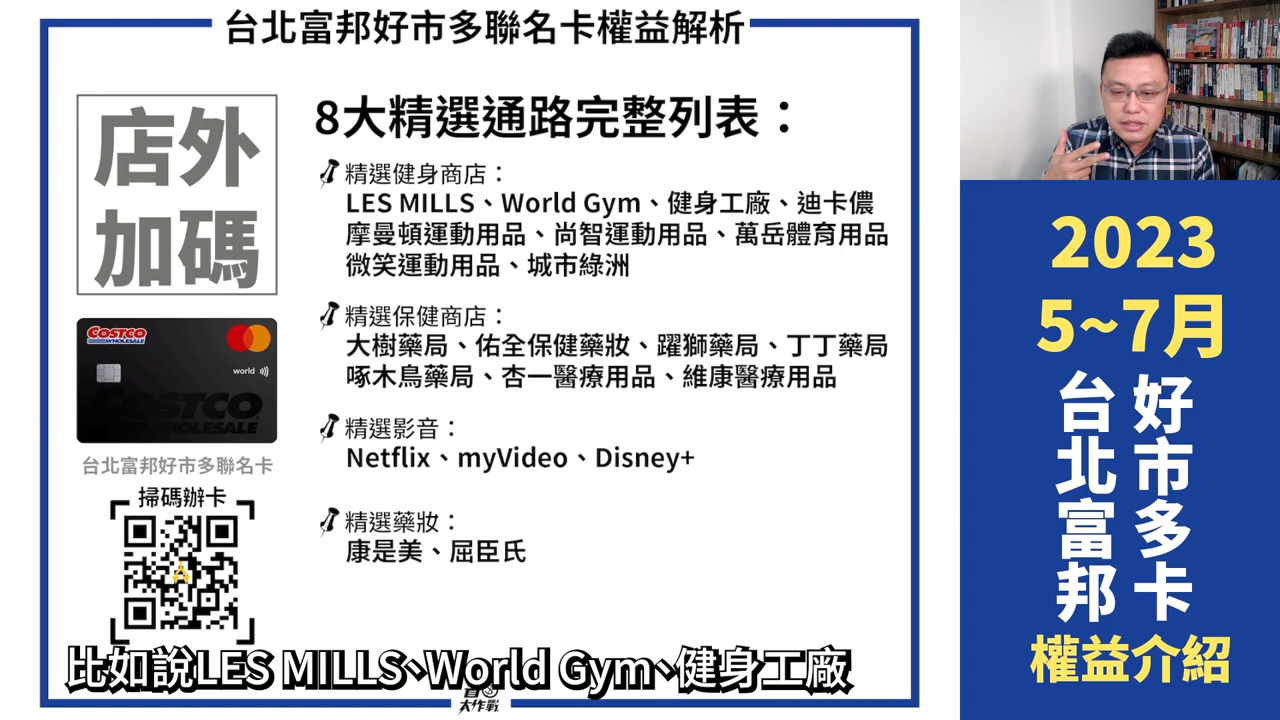 台北富邦好市多聯名卡權益解析
店外
加碼
COSTCO
WHOLESALE
world
COSTCO
WHOLESALE
台北富邦好市多聯名卡
掃碼辦卡
8大精選通路完整列表：
精選健身商店：
LES MILLS、World Gym、健身工廠、迪卡儂
摩曼頓運動用品、尚智運動用品、萬岳體育用品
微笑運動用品、城市綠洲
精選保健商店：
大樹藥局、佑全保健藥妝、躍獅藥局、丁丁藥局
啄木鳥藥局、杏一醫療用品、維康醫療用品
精選影音：
Netflix、myVideo、Disney+
精選藥妝：
康是美、屈臣氏
比如說LES MILLS、World Gym、健身工廠
大作戰
2023
5~7月
台北富邦
好市多卡
權益介紹